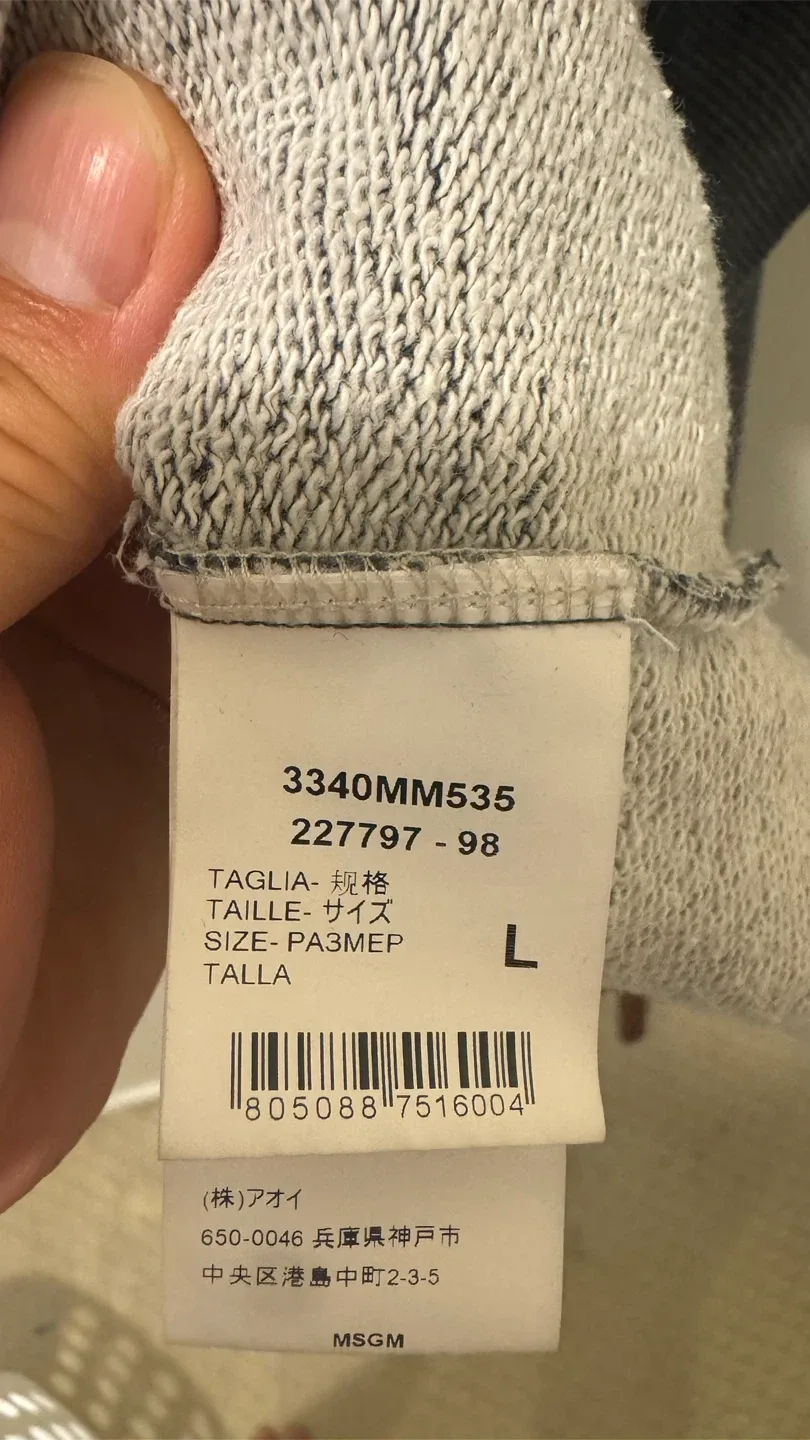 3340MM535
227797 - 98
TAGLIA- 规格
TAILLE- サイズ
SIZE- РАЗМЕР
TALLA
L
805088 7516004
(株)アオイ
650-0046 兵庫県神戸市
中央区港島中町2-3-5
MSGM